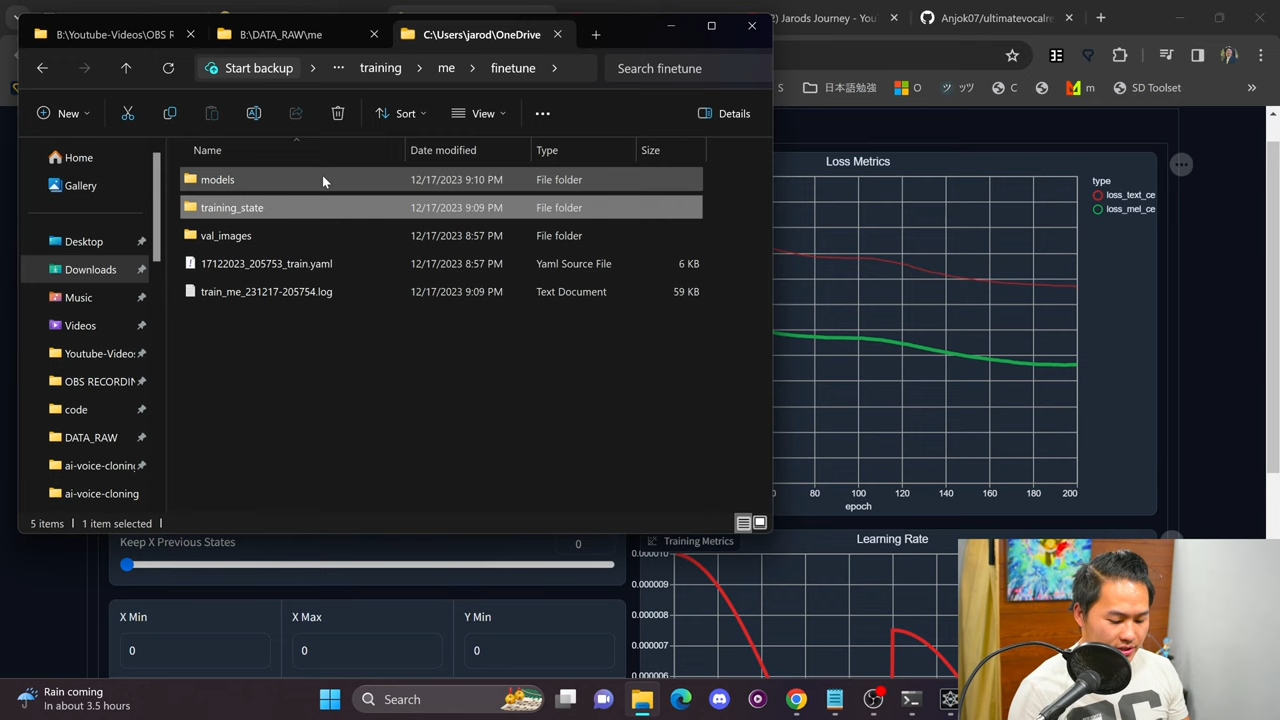 B:\Youtube-Videos\OBS R
B:\DATA_RAW\me
C:\Users\jarod\OneDrive
) Jarods Journey - You
Anjok07/ultimatevocalre
Start backup
training
me
finetune
Search finetune
日本語勉強
O
ッツ
C
m
SD Toolset
New
Sort
View
Details
Name
Date modified
Type
Size
Home
Gallery
Desktop
Downloads
Music
Videos
Youtube-Videos
OBS RECORDIN
code
DATA_RAW
ai-voice-cloning
ai-voice-cloning
models 12/17/2023 9:10 PM File folder
training_state 12/17/2023 9:09 PM File folder
val_images 12/17/2023 8:57 PM File folder
17122023_205753_train.yaml 12/17/2023 8:57 PM Yaml Source File 6 KB
train_me_231217-205754.log 12/17/2023 9:09 PM Text Document 59 KB
5 items
1 item selected
Loss Metrics
type
loss_text_ce
loss_mel_ce
80 100 120 140 160 180 200
epoch
Keep X Previous States
0
X Min
0
X Max
0
Y Min
0
Training Metrics
Learning Rate
0.000010
0.000009
0.000008
0.000007
0.000006
Rain coming
In about 3.5 hours
Search